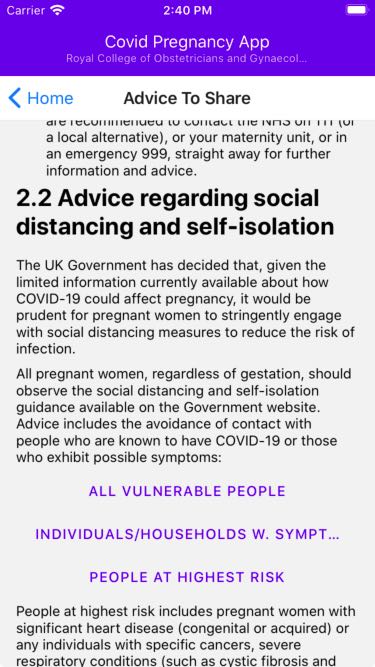 Carrier
2:40 PM
Covid Pregnancy App
Royal College of Obstetricians and Gynaecol...
Home
Advice To Share
are recommended to contact the NHS on 111 (or
a local alternative), or your maternity unit, or in
an emergency 999, straight away for further
information and advice.
2.2 Advice regarding social
distancing and self-isolation
The UK Government has decided that, given the
limited information currently available about how
COVID-19 could affect pregnancy, it would be
prudent for pregnant women to stringently engage
with social distancing measures to reduce the risk of
infection.
All pregnant women, regardless of gestation, should
observe the social distancing and self-isolation
guidance available on the Government website.
Advice includes the avoidance of contact with
people who are known to have COVID-19 or those
who exhibit possible symptoms:
ALL VULNERABLE PEOPLE
INDIVIDUALS/HOUSEHOLDS W. SYMPT...
PEOPLE AT HIGHEST RISK
People at highest risk includes pregnant women with
significant heart disease (congenital or acquired) or
any individuals with specific cancers, severe
respiratory conditions (such as cystic fibrosis and